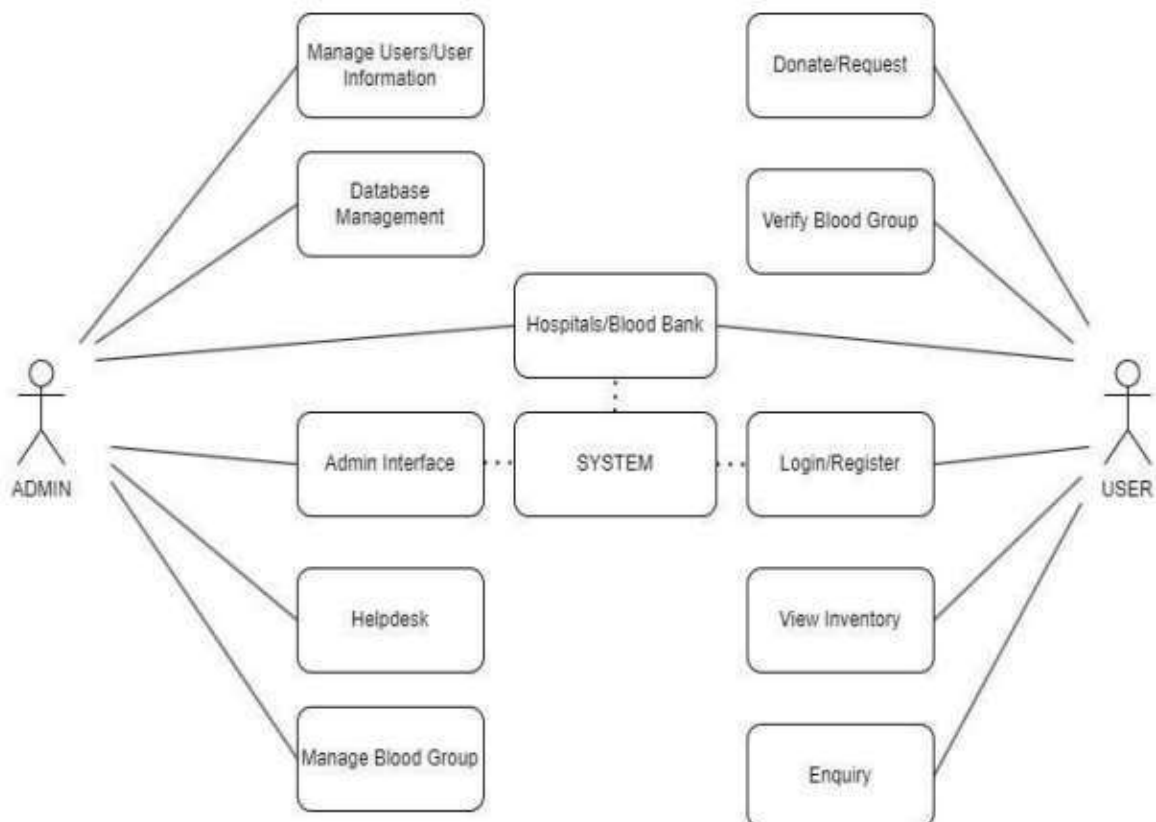 Manage Users/User
Information
Donate/Request
Database
Management
Verify Blood Group
Hospitals/Blood Bank
Admin Interface
SYSTEM
Login/Register
ADMIN
USER
Helpdesk
View Inventory
Manage Blood Group
Enquiry